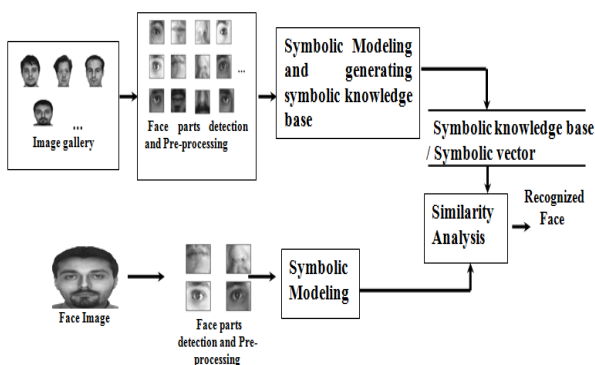 Symbolic Modeling
and generating
symbolic knowledge
base
...
...
Image gallery
Face parts detection
and Pre-processing
Symbolic knowledge base
/ Symbolic vector
Similarity
Analysis
Recognized
Face
Symbolic
Modeling
Face Image
Face parts
detection and Pre-
processing